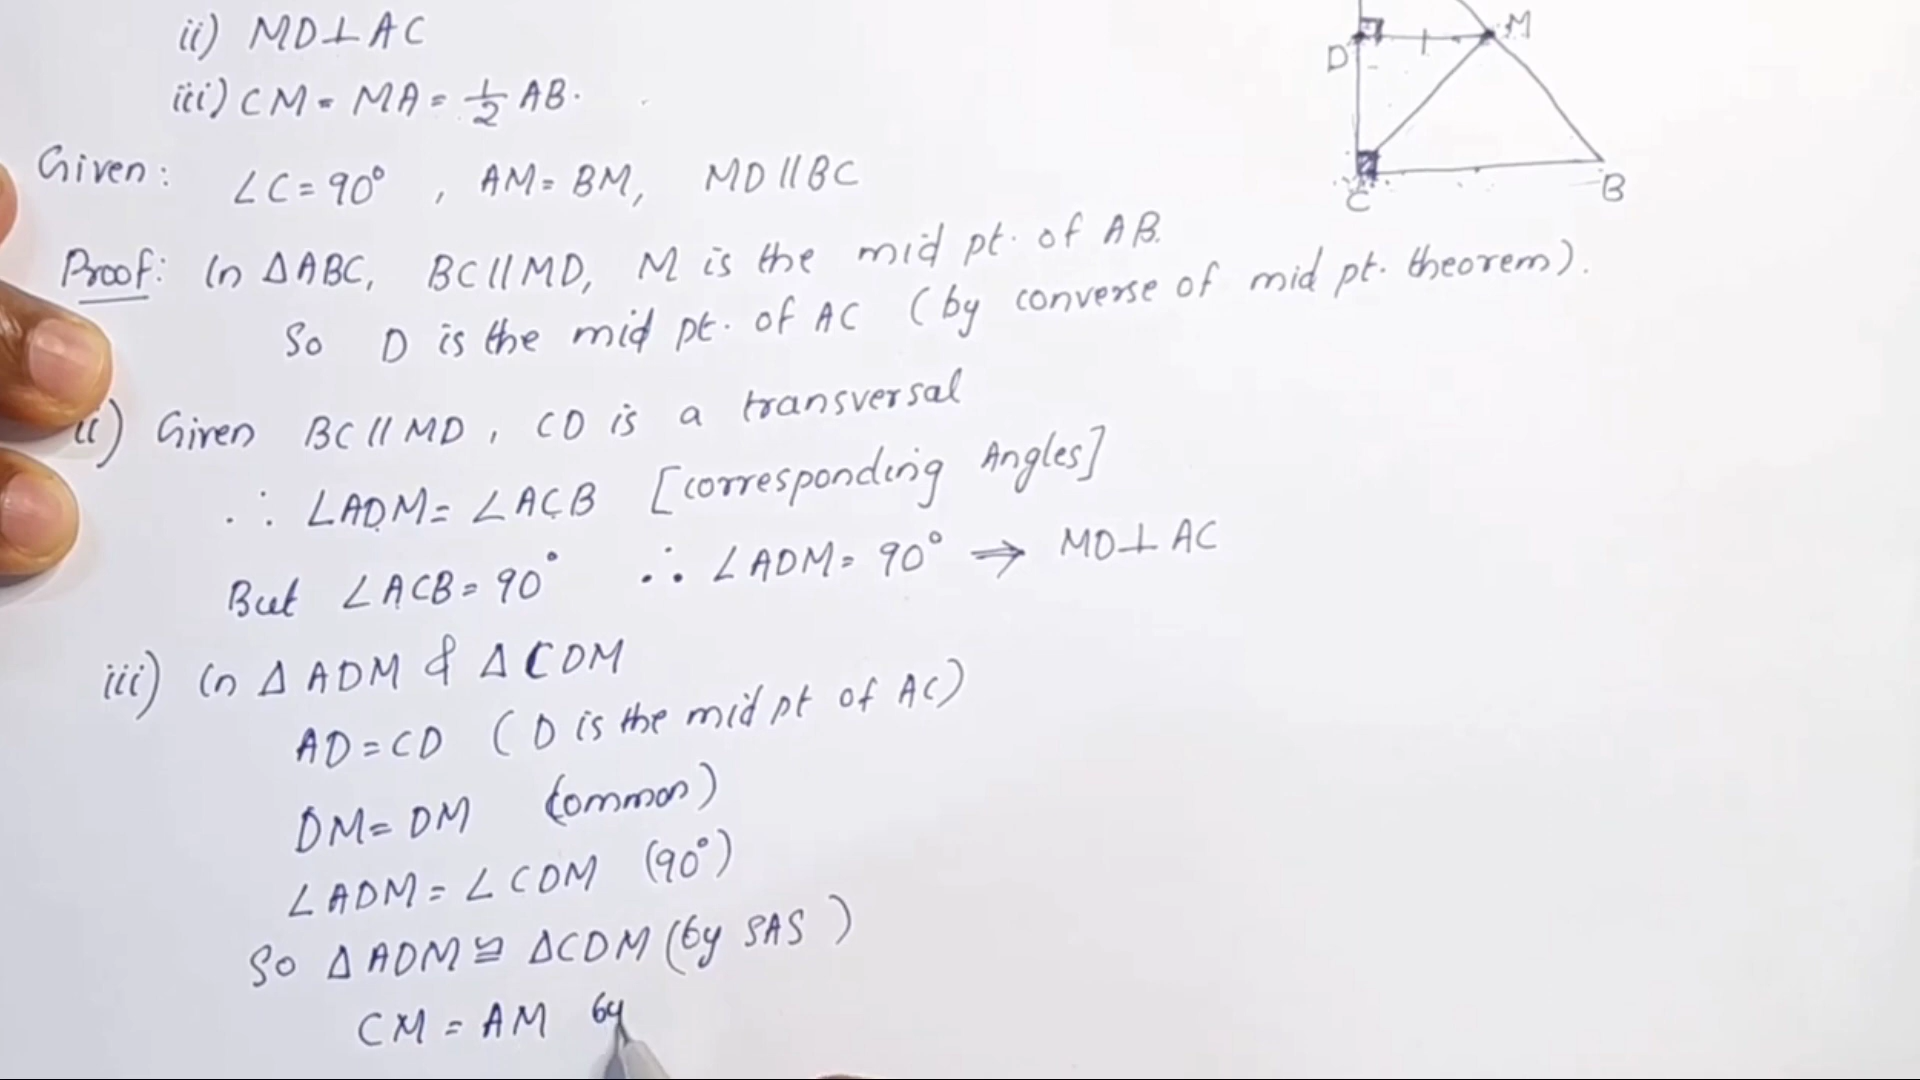 ii) MD⊥AC
iii) CM = MA = 1/2 AB.
Given: ∠C = 90°, AM = BM, MD || BC
Proof: In ΔABC, BC || MD, M is the mid pt. of AB.
So D is the mid pt. of AC (by converse of mid pt. theorem).
ii) Given BC || MD, CD is a transversal
∴ ∠ADM = ∠ACB [corresponding Angles]
But ∠ACB = 90° ∴ ∠ADM = 90° ⇒ MD⊥AC
iii) In Δ ADM & Δ CDM
AD = CD (D is the mid pt of AC)
DM = DM (common)
∠ADM = ∠CDM (90°)
So ΔADM ≅ ΔCDM (by SAS)
CM = AM by
D M
C B